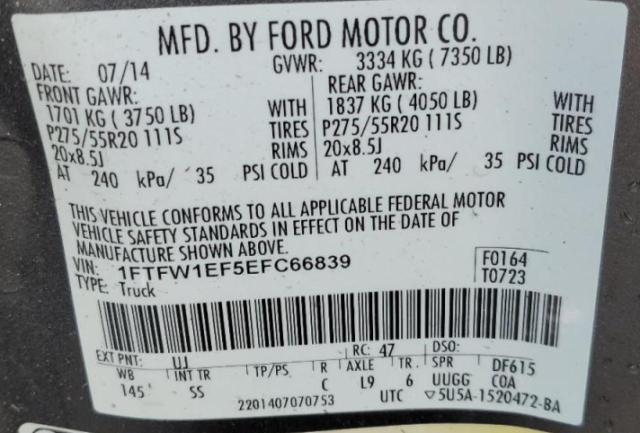 MFD. BY FORD MOTOR CO.
DATE: 07/14 GVWR: 3334 KG ( 7350 LB)
FRONT GAWR: REAR GAWR:
1701 KG ( 3750 LB) WITH 1837 KG ( 4050 LB) WITH
P275/55R20 111S TIRES P275/55R20 111S TIRES
20x8.5J RIMS 20x8.5J RIMS
AT 240 kPa/ 35 PSI COLD AT 240 kPa/ 35 PSI COLD
THIS VEHICLE CONFORMS TO ALL APPLICABLE FEDERAL MOTOR
VEHICLE SAFETY STANDARDS IN EFFECT ON THE DATE OF
MANUFACTURE SHOWN ABOVE.
VIN: 1FTFW1EF5EFC66839 F0164
TYPE: Truck T0723
EXT PNT: UJ RC: 47 DSO:
WB INT TR TP/PS R AXLE TR SPR DF615
145 SS C L9 6 UUGG COA
2201407070753 UTC ▽5U5A-1520472-BA